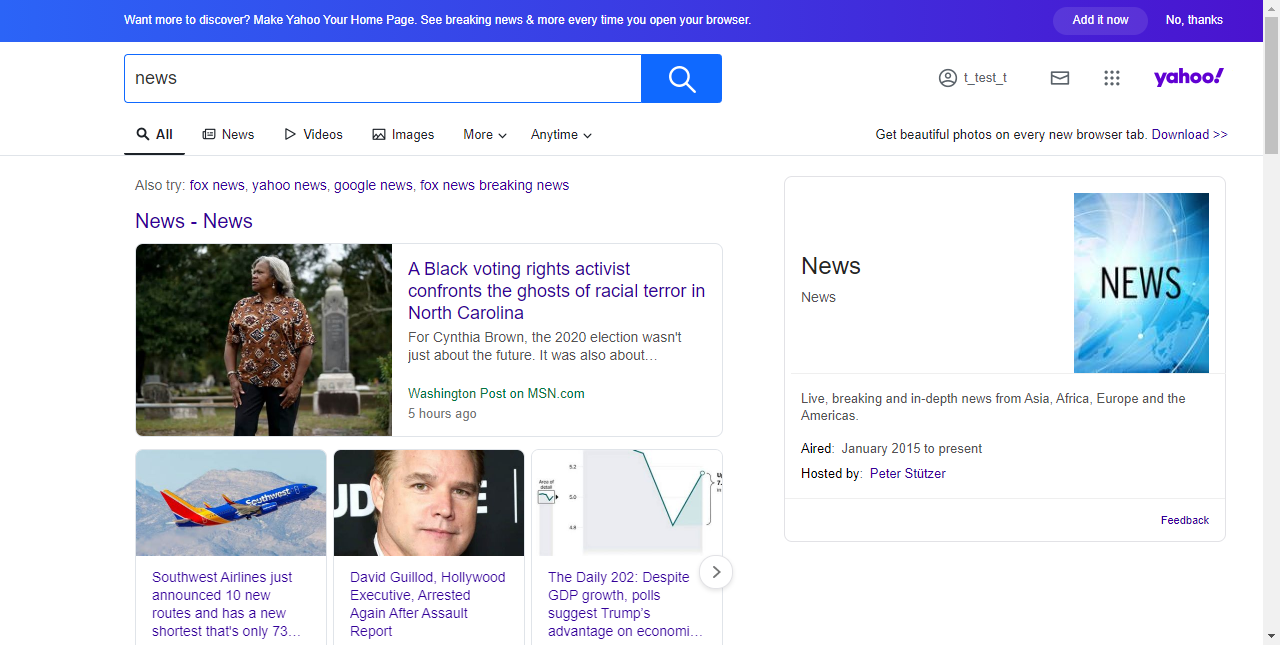 Want more to discover? Make Yahoo Your Home Page. See breaking news & more every time you open your browser.
Add it now
No, thanks
news
t_test_t
yahoo!
All
News
Videos
Images
More
Anytime
Get beautiful photos on every new browser tab. Download >>
Also try: fox news, yahoo news, google news, fox news breaking news
News - News
A Black voting rights activist
confronts the ghosts of racial terror in
North Carolina
For Cynthia Brown, the 2020 election wasn't
just about the future. It was also about…
Washington Post on MSN.com
5 hours ago
News
News
NEWS
Live, breaking and in-depth news from Asia, Africa, Europe and the
Americas.
Aired: January 2015 to present
Hosted by: Peter Stützer
Feedback
Southwest
Southwest Airlines just
announced 10 new
routes and has a new
shortest that's only 73…
David Guillod, Hollywood
Executive, Arrested
Again After Assault
Report
Area of
detail
5.2
5.0
4.8
The Daily 202: Despite
GDP growth, polls
suggest Trump's
advantage on economi…